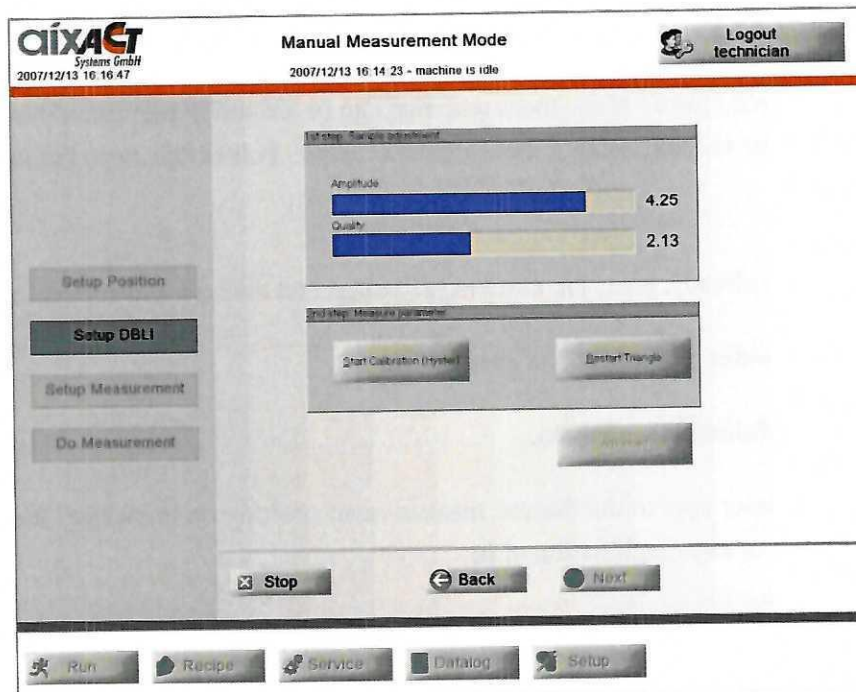 aixACT
Systems GmbH
2007/12/13 16:16:47
Manual Measurement Mode
2007/12/13 16:14:23 - machine is idle
Logout
technician
1st step: Sample adjustment
Amplitude
4.25
Quality
2.13
2nd step: Measure parameter
Start Calibration (Hyster)
Restart Triangle
Setup Position
Setup DBLI
Setup Measurement
Do Measurement
Stop
Back
Next
Run
Recipe
Service
Datalog
Setup